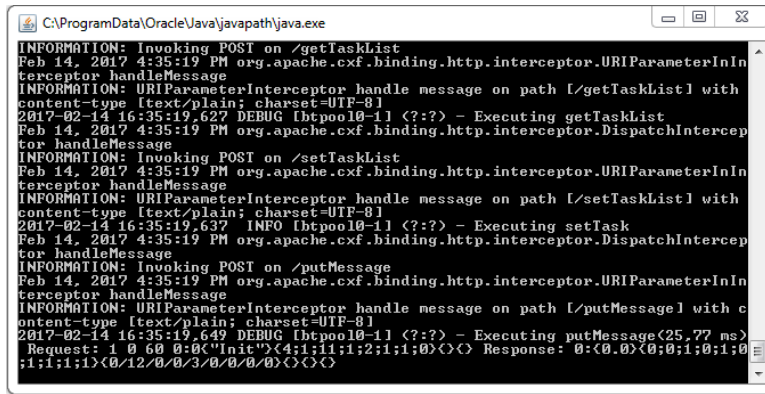 C:\ProgramData\Oracle\Java\javapath\java.exe
INFORMATION: Invoking POST on /getTaskList
Feb 14, 2017 4:35:19 PM org.apache.cxf.binding.http.interceptor.URIParameterInIn
terceptor handleMessage
INFORMATION: URIParameterInterceptor handle message on path [/getTaskList] with
content-type [text/plain; charset=UTF-8]
2017-02-14 16:35:19,627 DEBUG [btpool0-1] (?:?) - Executing getTaskList
Feb 14, 2017 4:35:19 PM org.apache.cxf.binding.http.interceptor.DispatchIntercep
tor handleMessage
INFORMATION: Invoking POST on /setTaskList
Feb 14, 2017 4:35:19 PM org.apache.cxf.binding.http.interceptor.URIParameterInIn
terceptor handleMessage
INFORMATION: URIParameterInterceptor handle message on path [/setTaskList] with
content-type [text/plain; charset=UTF-8]
2017-02-14 16:35:19,637  INFO [btpool0-1] (?:?) - Executing setTask
Feb 14, 2017 4:35:19 PM org.apache.cxf.binding.http.interceptor.DispatchIntercep
tor handleMessage
INFORMATION: Invoking POST on /putMessage
Feb 14, 2017 4:35:19 PM org.apache.cxf.binding.http.interceptor.URIParameterInIn
terceptor handleMessage
INFORMATION: URIParameterInterceptor handle message on path [/putMessage] with c
ontent-type [text/plain; charset=UTF-8]
2017-02-14 16:35:19,649 DEBUG [btpool0-1] (?:?) - Executing putMessage(25,77 ms)
 Request: 1 0 60 0:0{"Init"}{4;1;11;1;2;1;1;0}{}{} Response: 0:{0.0}{0;0;1;0;1;0
;1;1;1;1}{0/12/0/0/3/0/0/0/0}{}{}{}